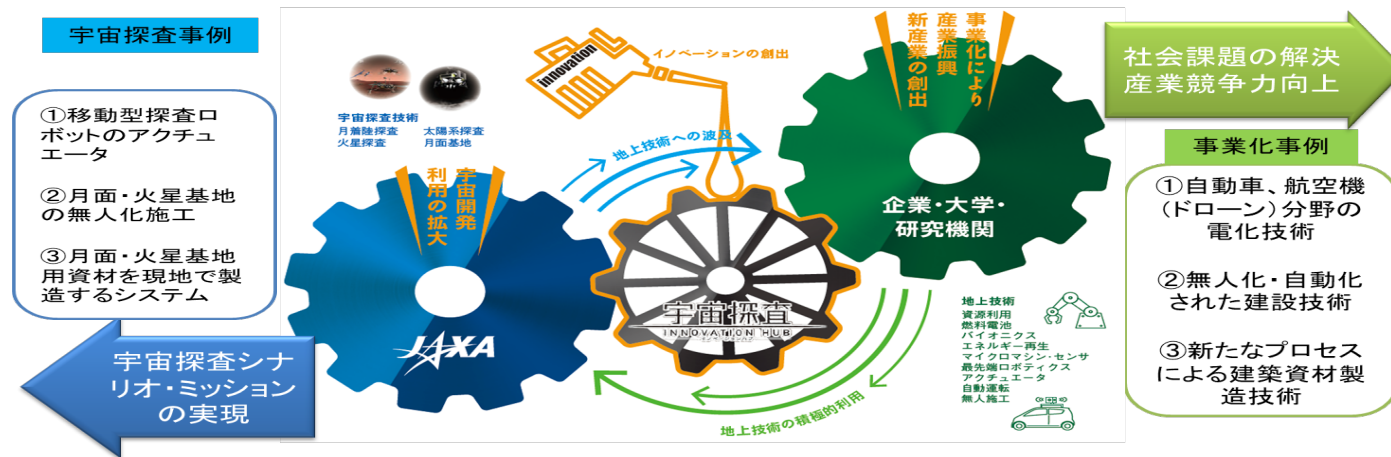 宇宙探査事例
①移動型探査ロ
ボットのアクチュ
エータ
②月面・火星基地
の無人化施工
③月面・火星基地
用資材を現地で製
造するシステム
宇宙探査シナ
リオ・ミッション
の実現
宇宙探査技術
月着陸探査 太陽系探査
火星探査 月面基地
innovation
イノベーションの創出
地上技術への波及
宇宙開発
利用の拡大
JAXA
宇宙探査
INNOVATION HUB
イノベーションハブ
事業化により
産業振興
新産業の創出
企業・大学・
研究機関
地上技術の積極的利用
地上技術
資源利用
燃料電池
バイオニクス
エネルギー再生
マイクロマシン・センサ
最先端ロボティクス
アクチュエータ
自動運転
無人施工
社会課題の解決
産業競争力向上
事業化事例
①自動車、航空機
(ドローン)分野の
電化技術
②無人化・自動化
された建設技術
③新たなプロセス
による建築資材製
造技術